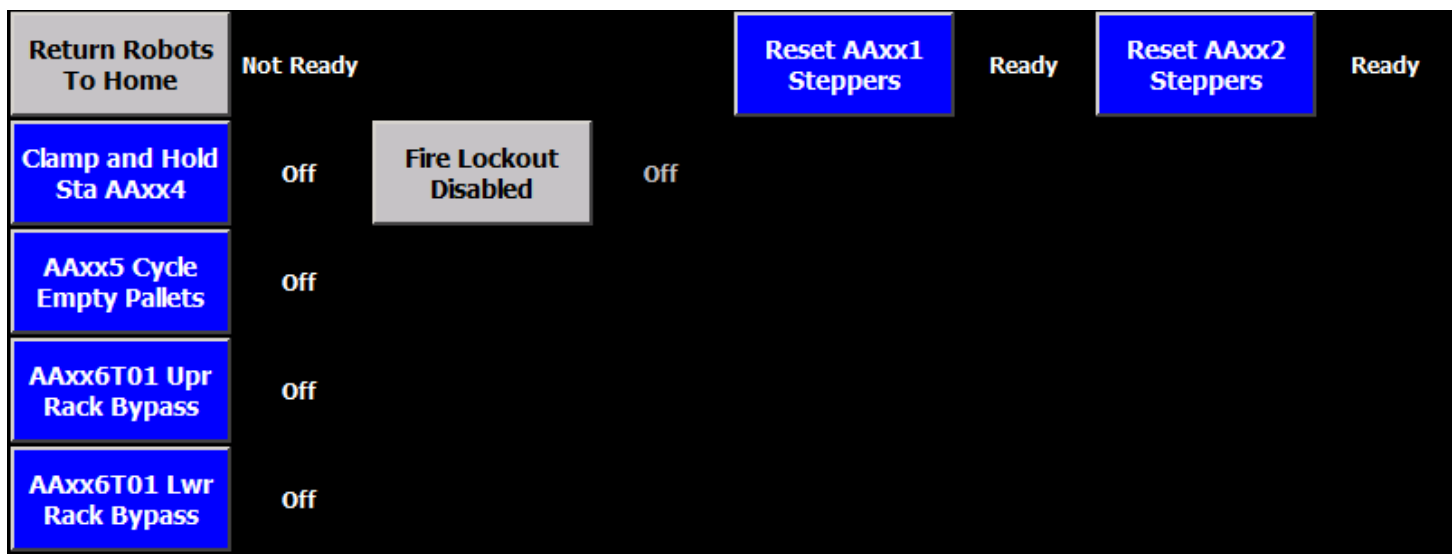 Return Robots
To Home
Not Ready
Reset AAxx1
Steppers
Ready
Reset AAxx2
Steppers
Ready
Clamp and Hold
Sta AAxx4
Off
Fire Lockout
Disabled
Off
AAxx5 Cycle
Empty Pallets
Off
AAxx6T01 Upr
Rack Bypass
Off
AAxx6T01 Lwr
Rack Bypass
Off